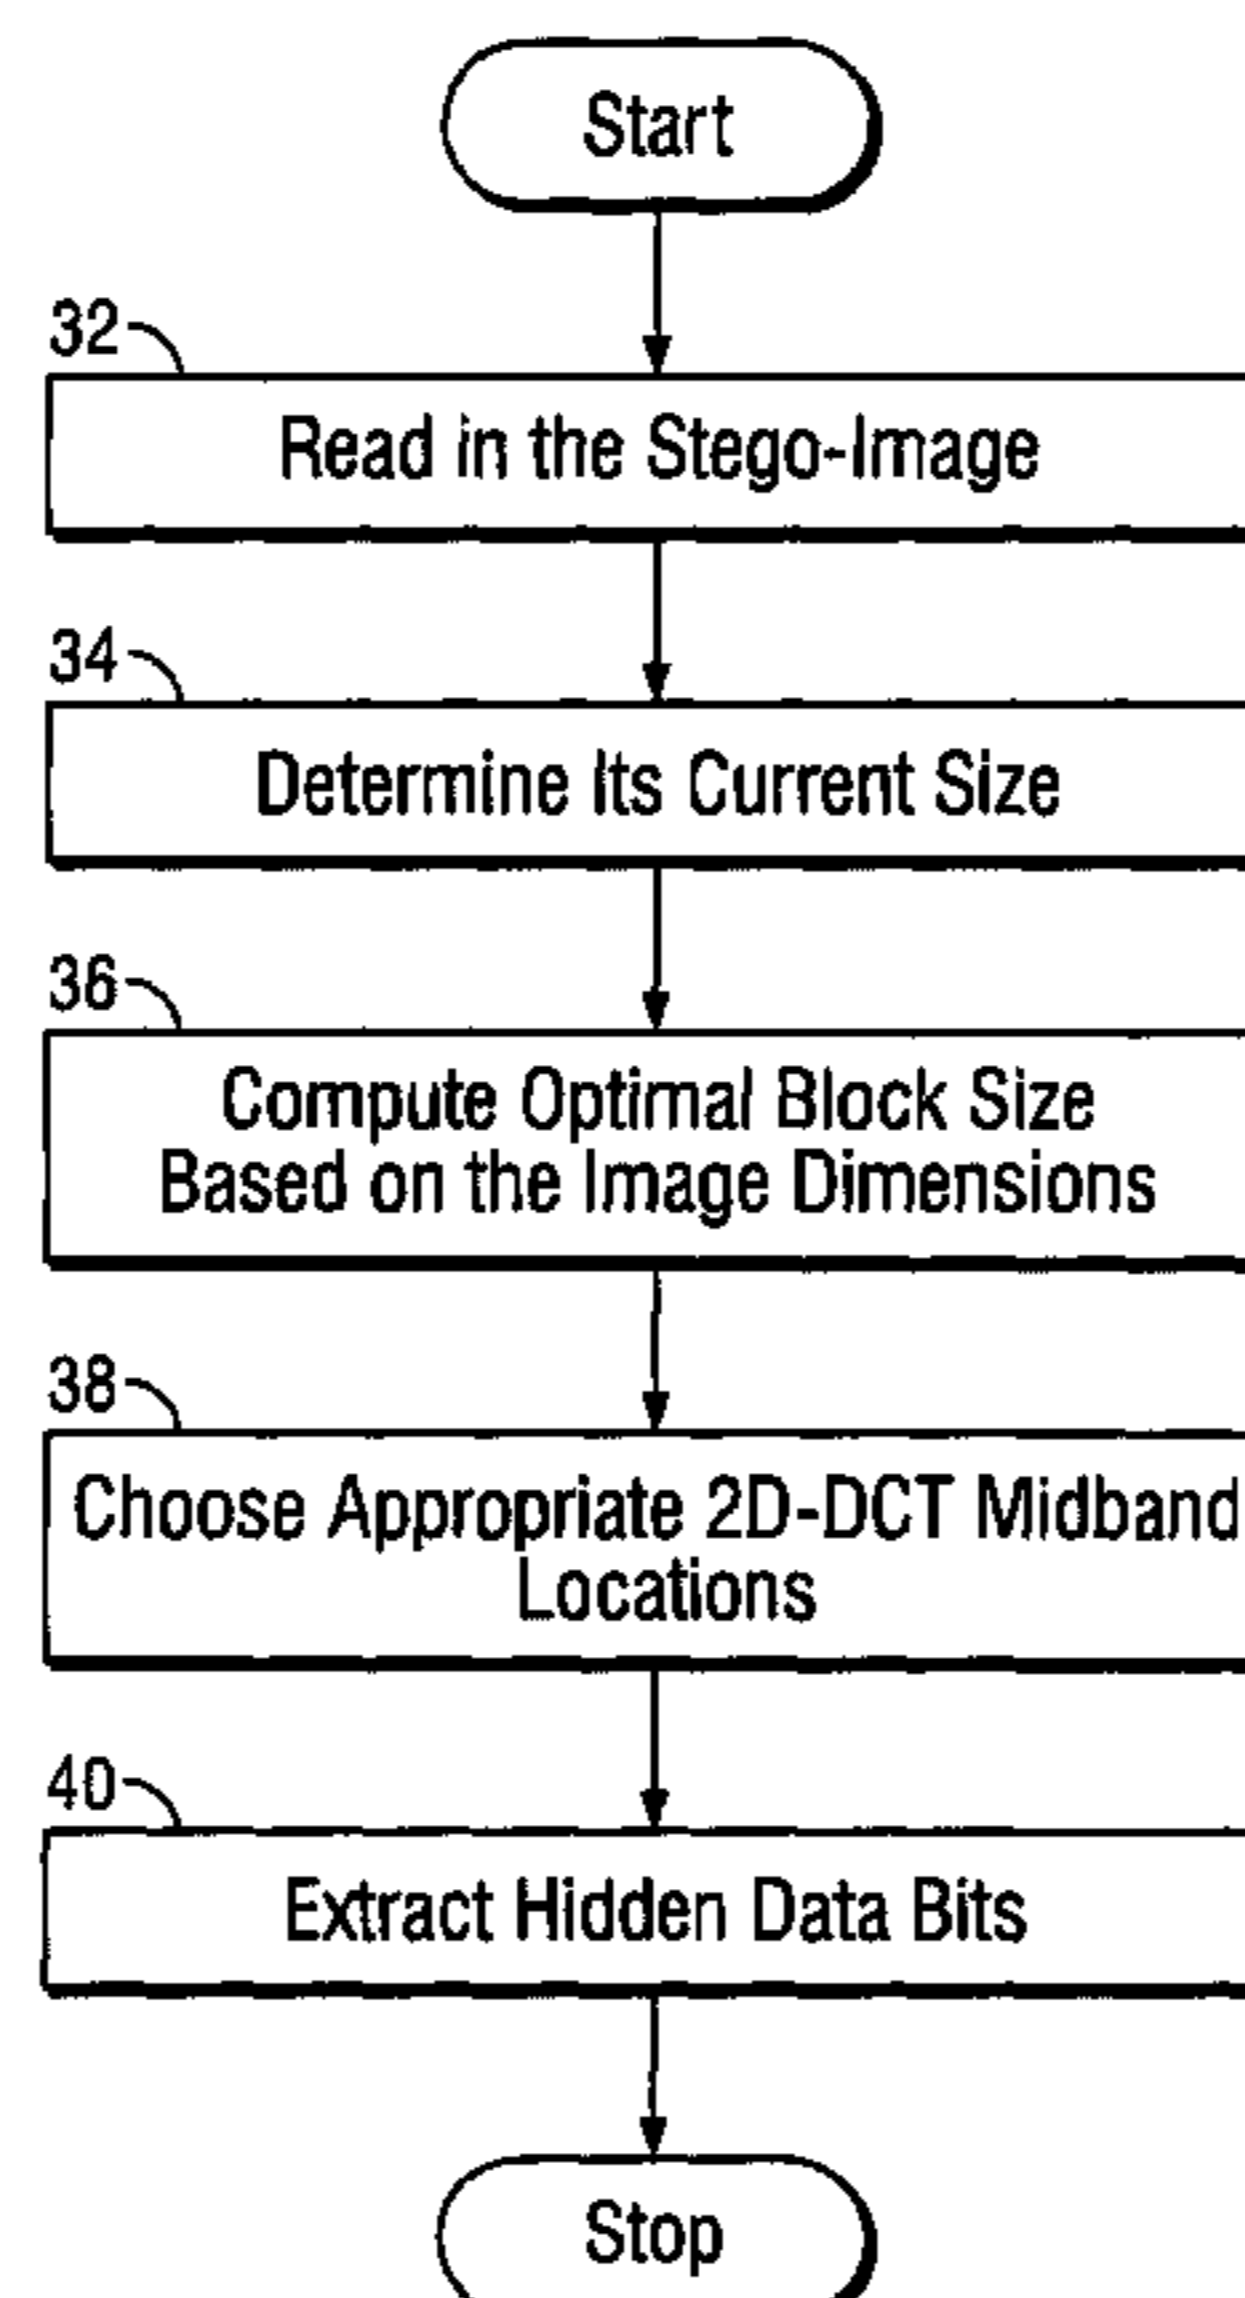 Start
32
Read in the Stego-Image
34
Determine Its Current Size
36
Compute Optimal Block Size
Based on the Image Dimensions
38
Choose Appropriate 2D-DCT Midband
Locations
40
Extract Hidden Data Bits
Stop